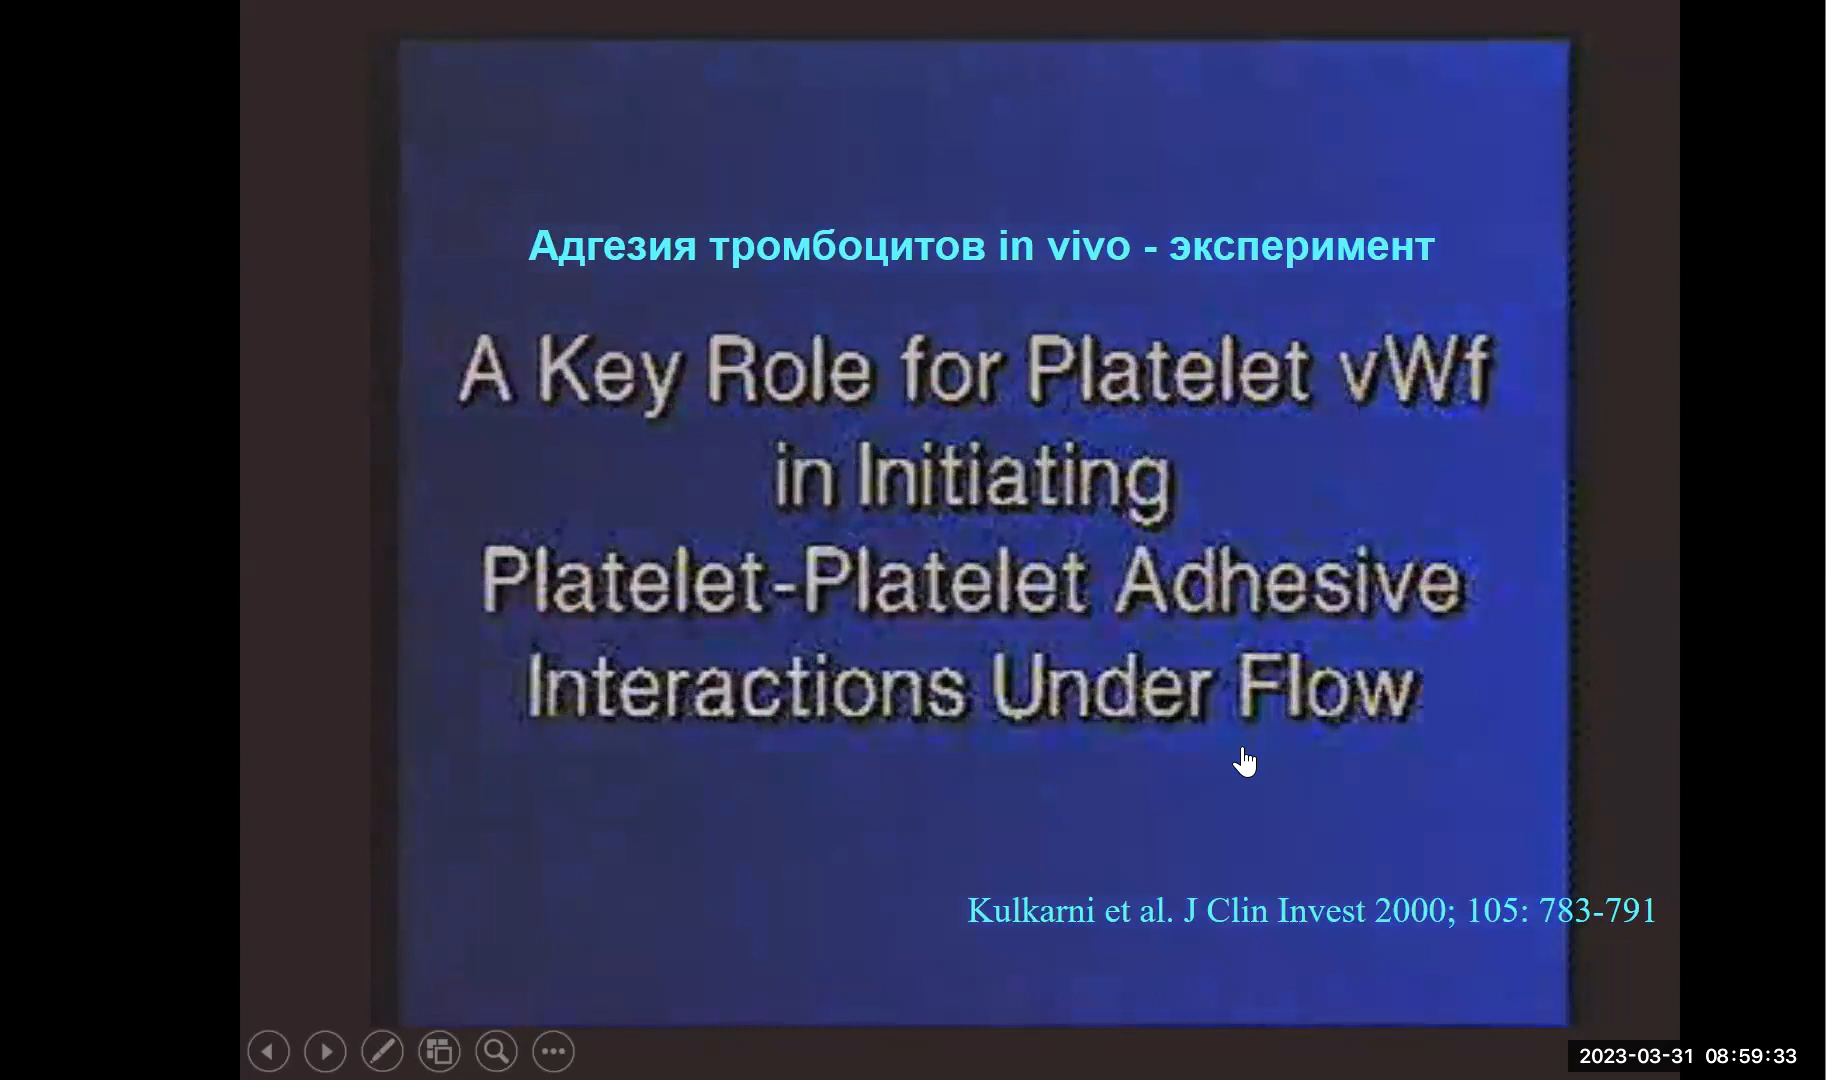 Адгезия тромбоцитов in vivo - эксперимент
A Key Role for Platelet vWf
in Initiating
Platelet-Platelet Adhesive
Interactions Under Flow
Kulkarni et al. J Clin Invest 2000; 105: 783-791
2023-03-31 08:59:33